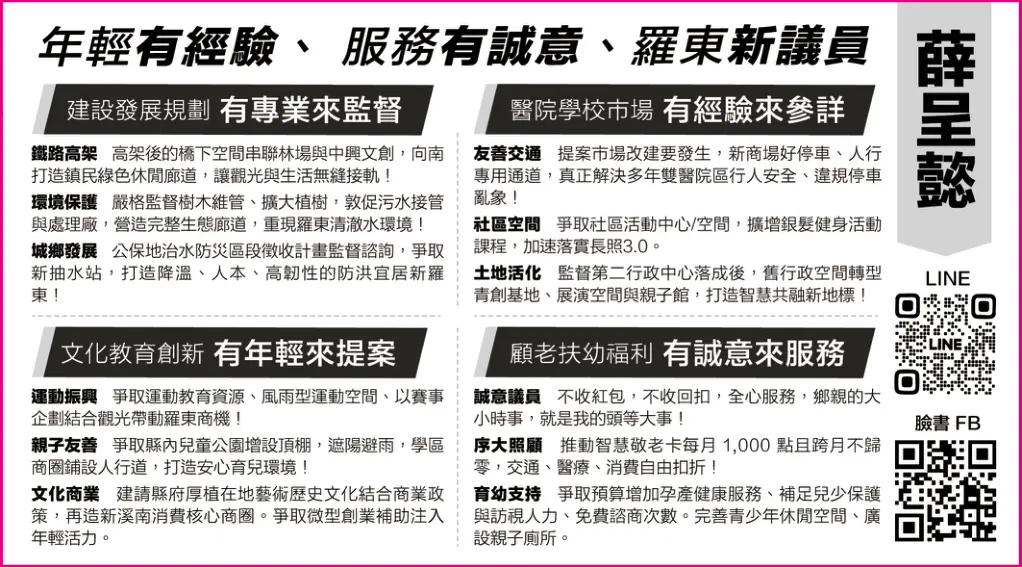 年輕有經驗、 服務有誠意、羅東新議員
薛呈懿
建設發展規劃 有專業來監督
鐵路高架 高架後的橋下空間串聯林場與中興文創，向南
打造鎮民綠色休閒廊道，讓觀光與生活無縫接軌！
環境保護 嚴格監督樹木維管、擴大植樹，敦促污水接管
與處理廠，營造完整生態廊道，重現羅東清澈水環境！
城鄉發展 公保地治水防災區段徵收計畫監督諮詢，爭取
新抽水站，打造降溫、人本、高韌性的防洪宜居新羅
東！
醫院學校市場 有經驗來參詳
友善交通 提案市場改建要發生，新商場好停車、人行
專用通道，真正解決多年雙醫院區行人安全、違規停車
亂象！
社區空間 爭取社區活動中心/空間，擴增銀髮健身活動
課程，加速落實長照3.0。
土地活化 監督第二行政中心落成後，舊行政空間轉型
青創基地、展演空間與親子館，打造智慧共融新地標！
文化教育創新 有年輕來提案
運動振興 爭取運動教育資源、風雨型運動空間、以賽事
企劃結合觀光帶動羅東商機！
親子友善 爭取縣內兒童公園增設頂棚，遮陽避雨，學區
商圈鋪設人行道，打造安心育兒環境！
文化商業 建請縣府厚植在地藝術歷史文化結合商業政
策，再造新溪南消費核心商圈。爭取微型創業補助注入
年輕活力。
顧老扶幼福利 有誠意來服務
誠意議員 不收紅包，不收回扣，全心服務，鄉親的大
小時事，就是我的頭等大事！
序大照顧 推動智慧敬老卡每月 1,000 點且跨月不歸
零，交通、醫療、消費自由扣折！
育幼支持 爭取預算增加孕產健康服務、補足兒少保護
與訪視人力、免費諮商次數。完善青少年休閒空間、廣
設親子廁所。
LINE
LINE
臉書 FB